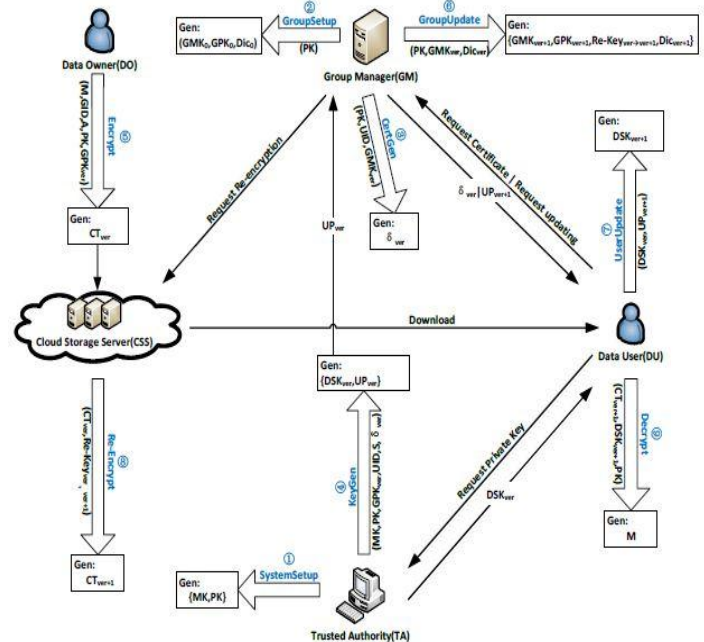 ② GroupSetup
(PK)
Gen:
(GMK₀,GPK₀,Dic₀)
⑥ GroupUpdate
(PK,GMKver,Dicver)
Gen:
{GMKver+1,GPKver+1,Re-Keyver→ver+1,Dicver+1}
Data Owner(DO)
Group Manager(GM)
⑤ Encrypt
(M,GID,A,PK,GPKver)
Gen:
CTver
③ CertGen
(PK,UID,GMKver)
Gen:
δ ver
Request Re-encryption
UPver
Request Certificate | Request updating
δ ver|UPver+1
Gen:
DSKver+1
⑦ UserUpdate
(DSKver,UPver+1)
Cloud Storage Server(CSS)
Download
Data User(DU)
Gen:
{DSKver,UPver}
④ KeyGen
(MK,PK,GPKver,UID,S, δ ver)
Request Private Key
DSKver
⑧ Re-Encrypt
(CTver,Re-Keyver, ver+1)
Gen:
CTver+1
⑨ Decrypt
(CTver+1,DSKver+1,PK)
Gen:
M
① SystemSetup
Gen:
{MK,PK}
Trusted Authority(TA)